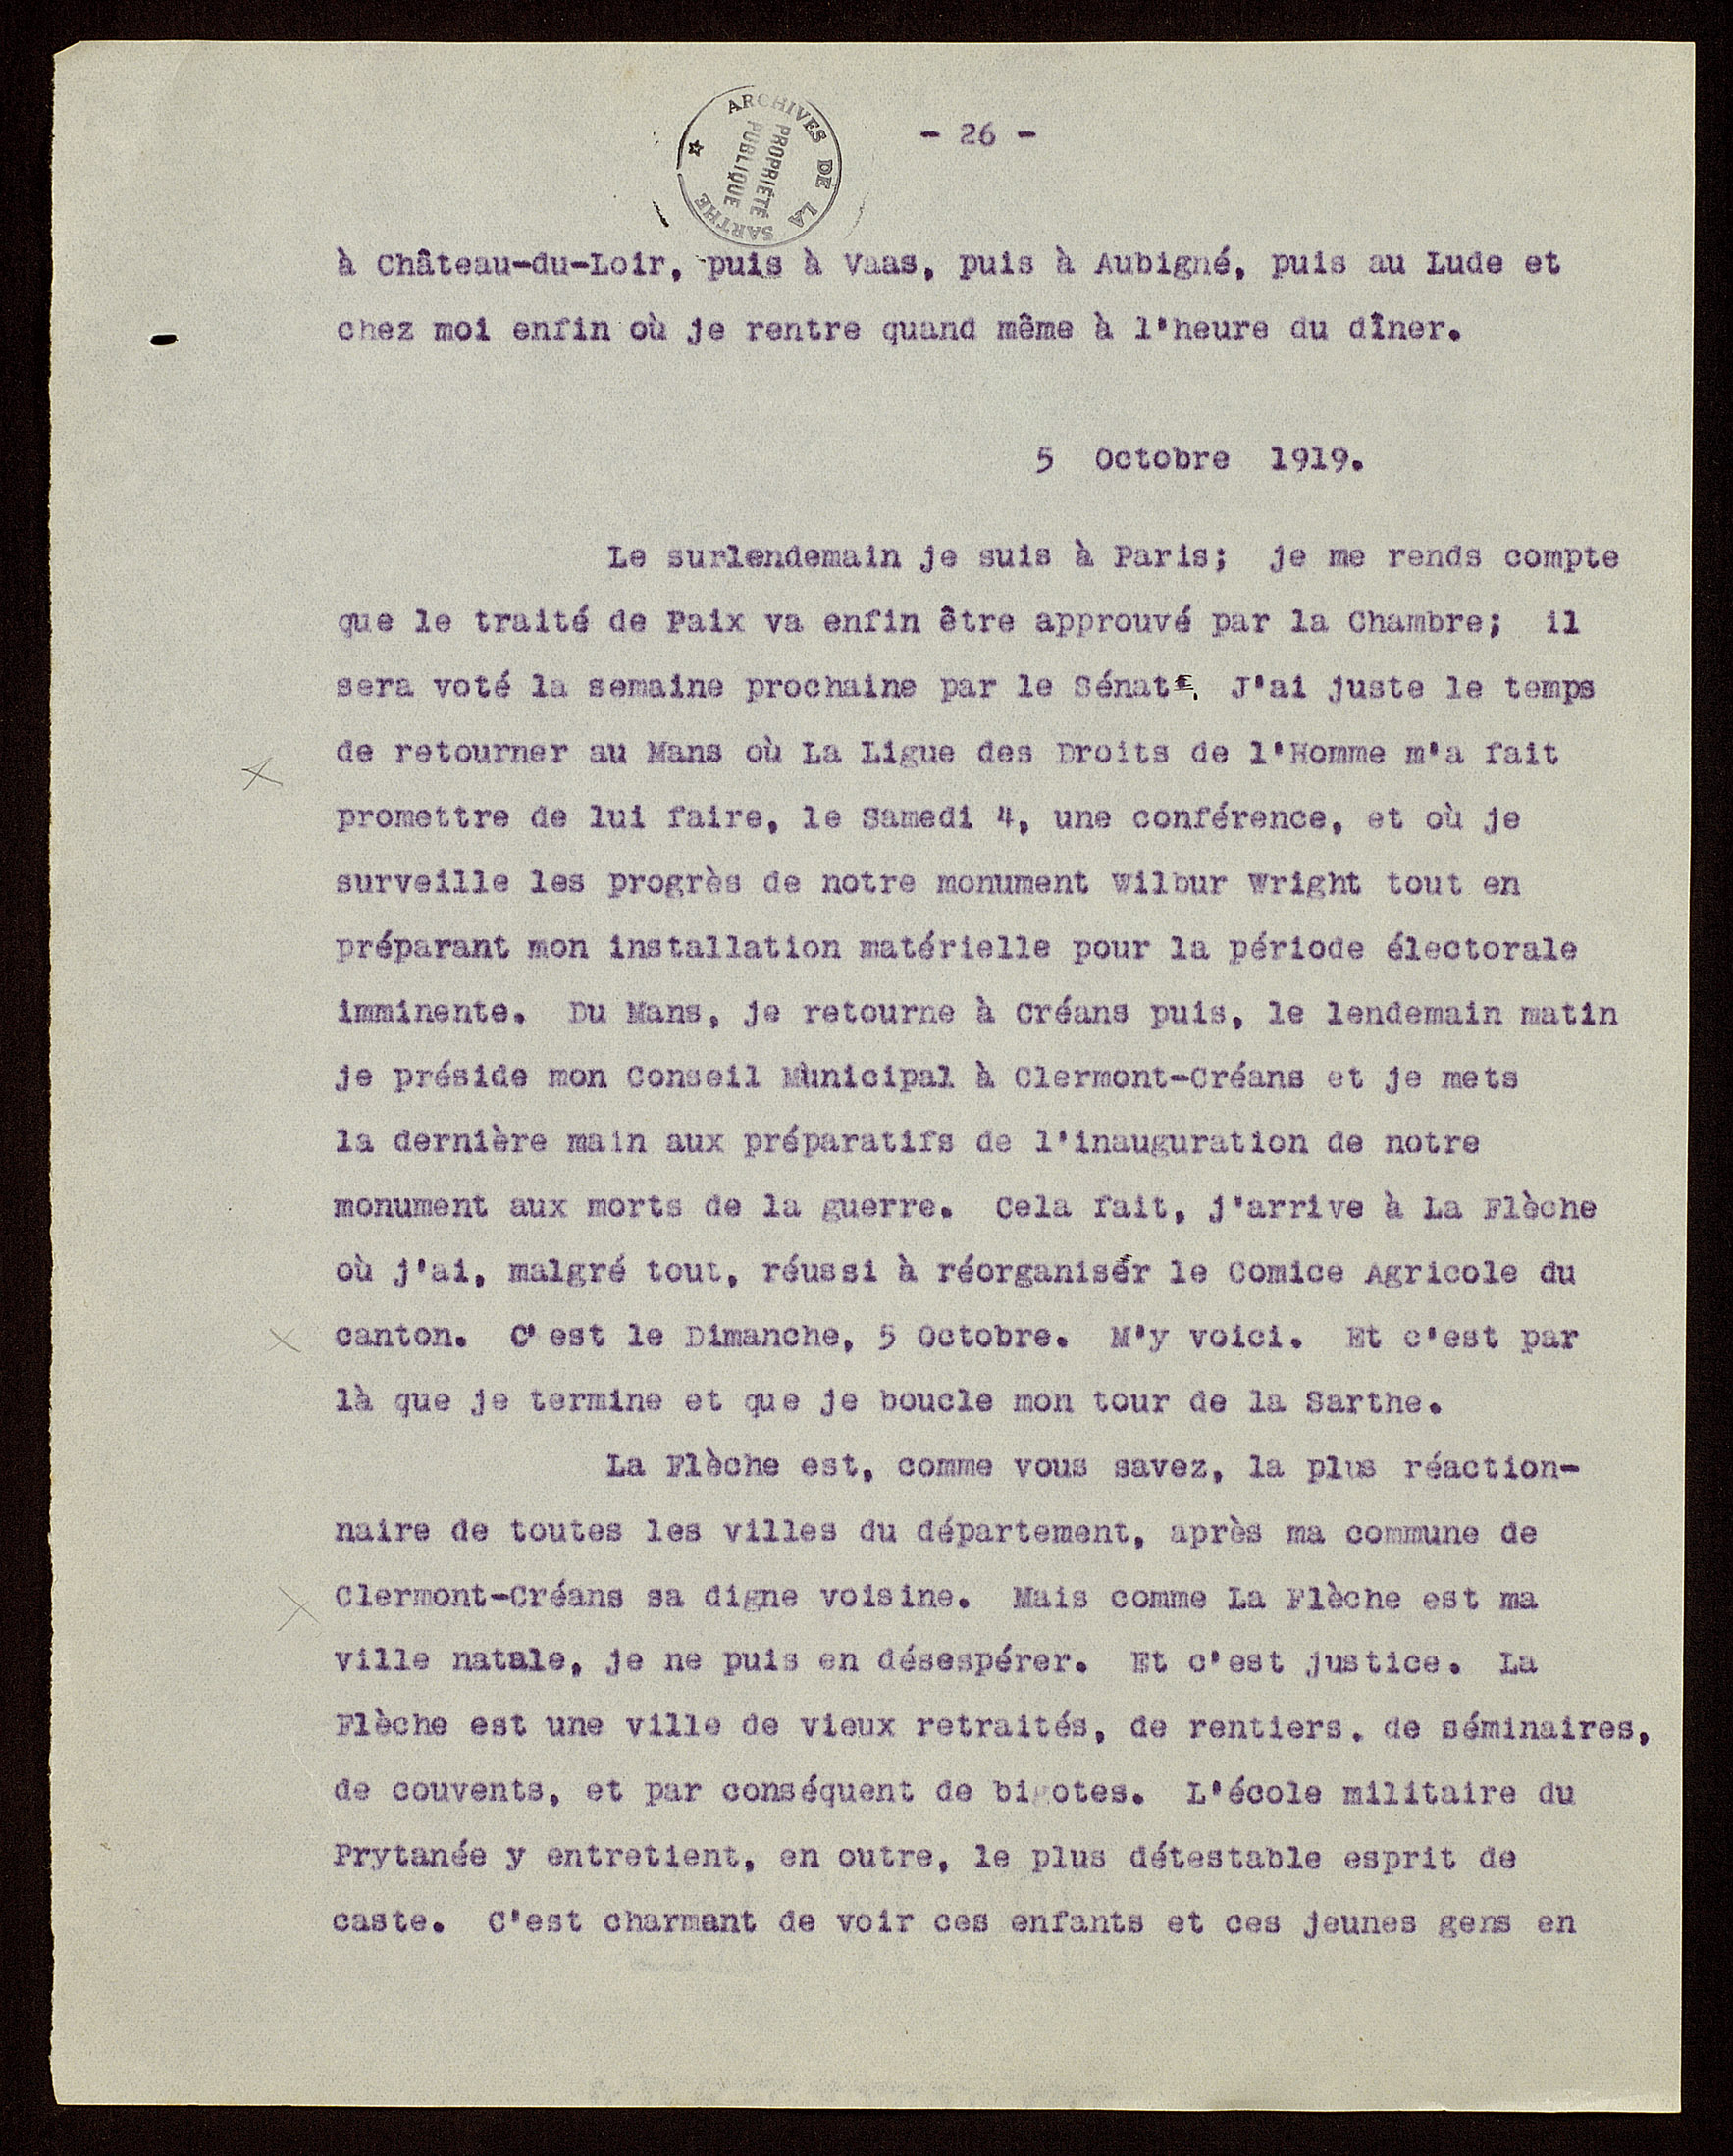 ARCHIVES DE LA SARTHE
PROPRIÉTÉ
PUBLIQUE
- 26 -
à Château-du-Loir, puis à Vaas, puis à Aubigné, puis au Lude et
chez moi enfin où je rentre quand même à l'heure du dîner.
5 Octobre 1919.
Le surlendemain je suis à Paris; je me rends compte
que le traité de Paix va enfin être approuvé par la Chambre; il
sera voté la semaine prochaine par le Sénat. J'ai juste le temps
de retourner au Mans où La Ligue des Droits de l'Homme m'a fait
promettre de lui faire, le Samedi 4, une conférence, et où je
surveille les progrès de notre monument Wilbur Wright tout en
préparant mon installation matérielle pour la période électorale
imminente. Du Mans, je retourne à Créans puis, le lendemain matin
je préside mon Conseil Municipal à Clermont-Créans et je mets
la dernière main aux préparatifs de l'inauguration de notre
monument aux morts de la guerre. Cela fait, j'arrive à La Flèche
où j'ai, malgré tout, réussi à réorganisér le Comice Agricole du
canton. C'est le Dimanche, 5 Octobre. M'y voici. Et c'est par
là que je termine et que je boucle mon tour de la Sarthe.
La Flèche est, comme vous savez, la plus réaction-
naire de toutes les villes du département, après ma commune de
Clermont-Créans sa digne voisine. Mais comme La Flèche est ma
ville natale, je ne puis en désespérer. Et c'est justice. La
Flèche est une ville de vieux retraités, de rentiers, de séminaires,
de couvents, et par conséquent de bigotes. L'école militaire du
Prytanée y entretient, en outre, le plus détestable esprit de
caste. C'est charmant de voir ces enfants et ces jeunes gens en